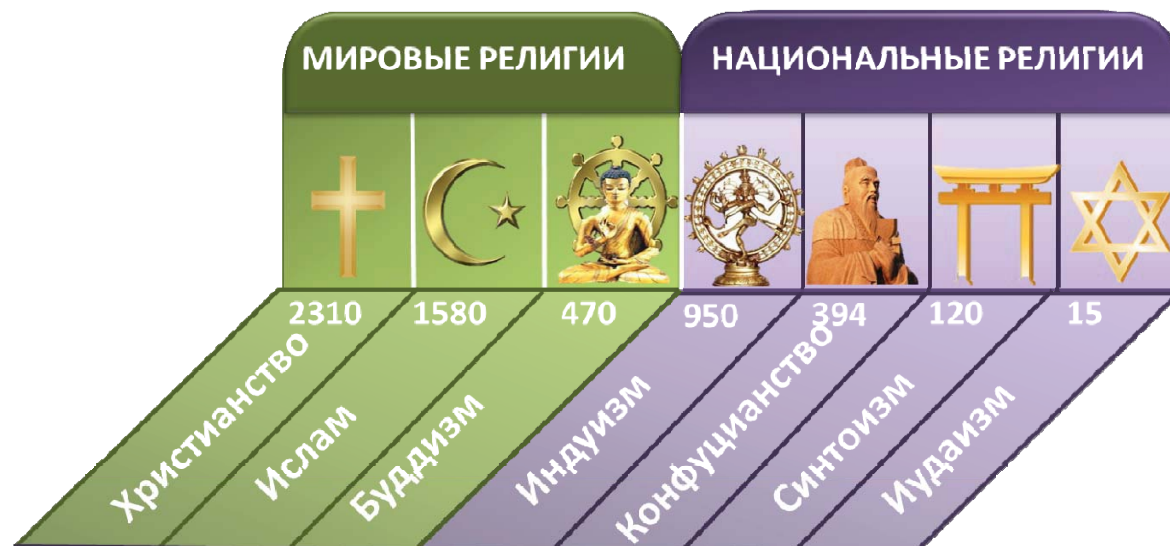 МИРОВЫЕ РЕЛИГИИ
НАЦИОНАЛЬНЫЕ РЕЛИГИИ
2310
1580
470
950
394
120
15
Христианство
Ислам
Буддизм
Индуизм
Конфуцианство
Синтоизм
Иудаизм